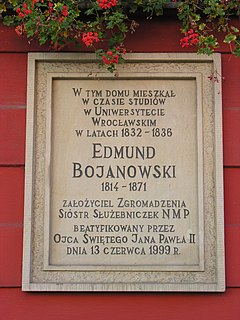 W TYM DOMU MIESZKAŁ
W CZASIE STUDIÓW
W UNIWERSYTECIE
WROCŁAWSKIM
W LATACH 1832-1836
EDMUND
BOJANOWSKI
1814-1871
ZAŁOŻYCIEL ZGROMADZENIA
SIÓSTR SŁUŻEBNICZEK NMP
BEATYFIKOWANY PRZEZ
OJCA ŚWIĘTEGO JANA PAWŁA II
DNIA 13 CZERWCA 1999 R.